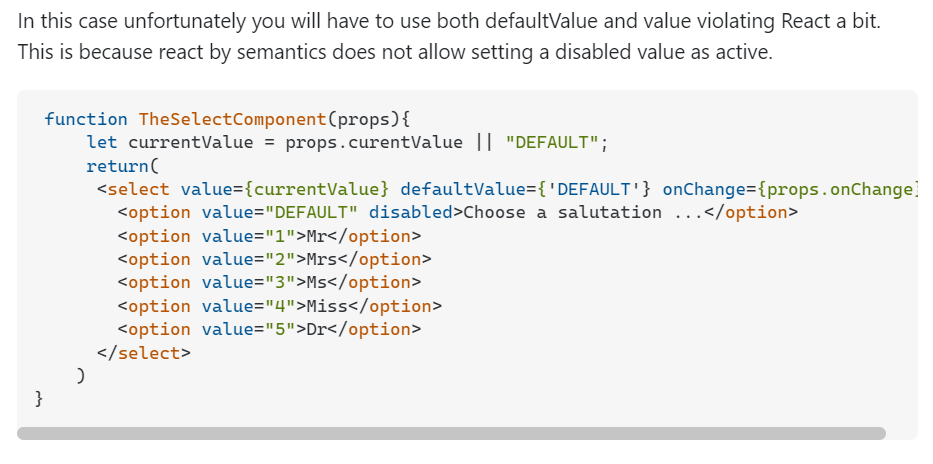 In this case unfortunately you will have to use both defaultValue and value violating React a bit.
This is because react by semantics does not allow setting a disabled value as active.
function TheSelectComponent(props){
let currentValue = props.curentValue || "DEFAULT";
return(
<select value={currentValue} defaultValue={'DEFAULT'} onChange={props.onChange}
<option value="DEFAULT" disabled>Choose a salutation ...</option>
<option value="1">Mr</option>
<option value="2">Mrs</option>
<option value="3">Ms</option>
<option value="4">Miss</option>
<option value="5">Dr</option>
</select>
)
}